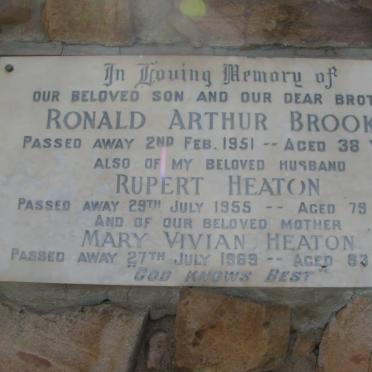 In Loving Memory of
OUR BELOVED SON AND OUR DEAR BROT
RONALD ARTHUR BROOK
PASSED AWAY 2ND FEB. 1951 -- AGED 38 Y
ALSO OF MY BELOVED HUSBAND
RUPERT HEATON
PASSED AWAY 29TH JULY 1955 -- AGED 79
AND OF OUR BELOVED MOTHER
MARY VIVIAN HEATON
PASSED AWAY 27TH JULY 1969 -- AGED 83
"GOD KNOWS BEST"